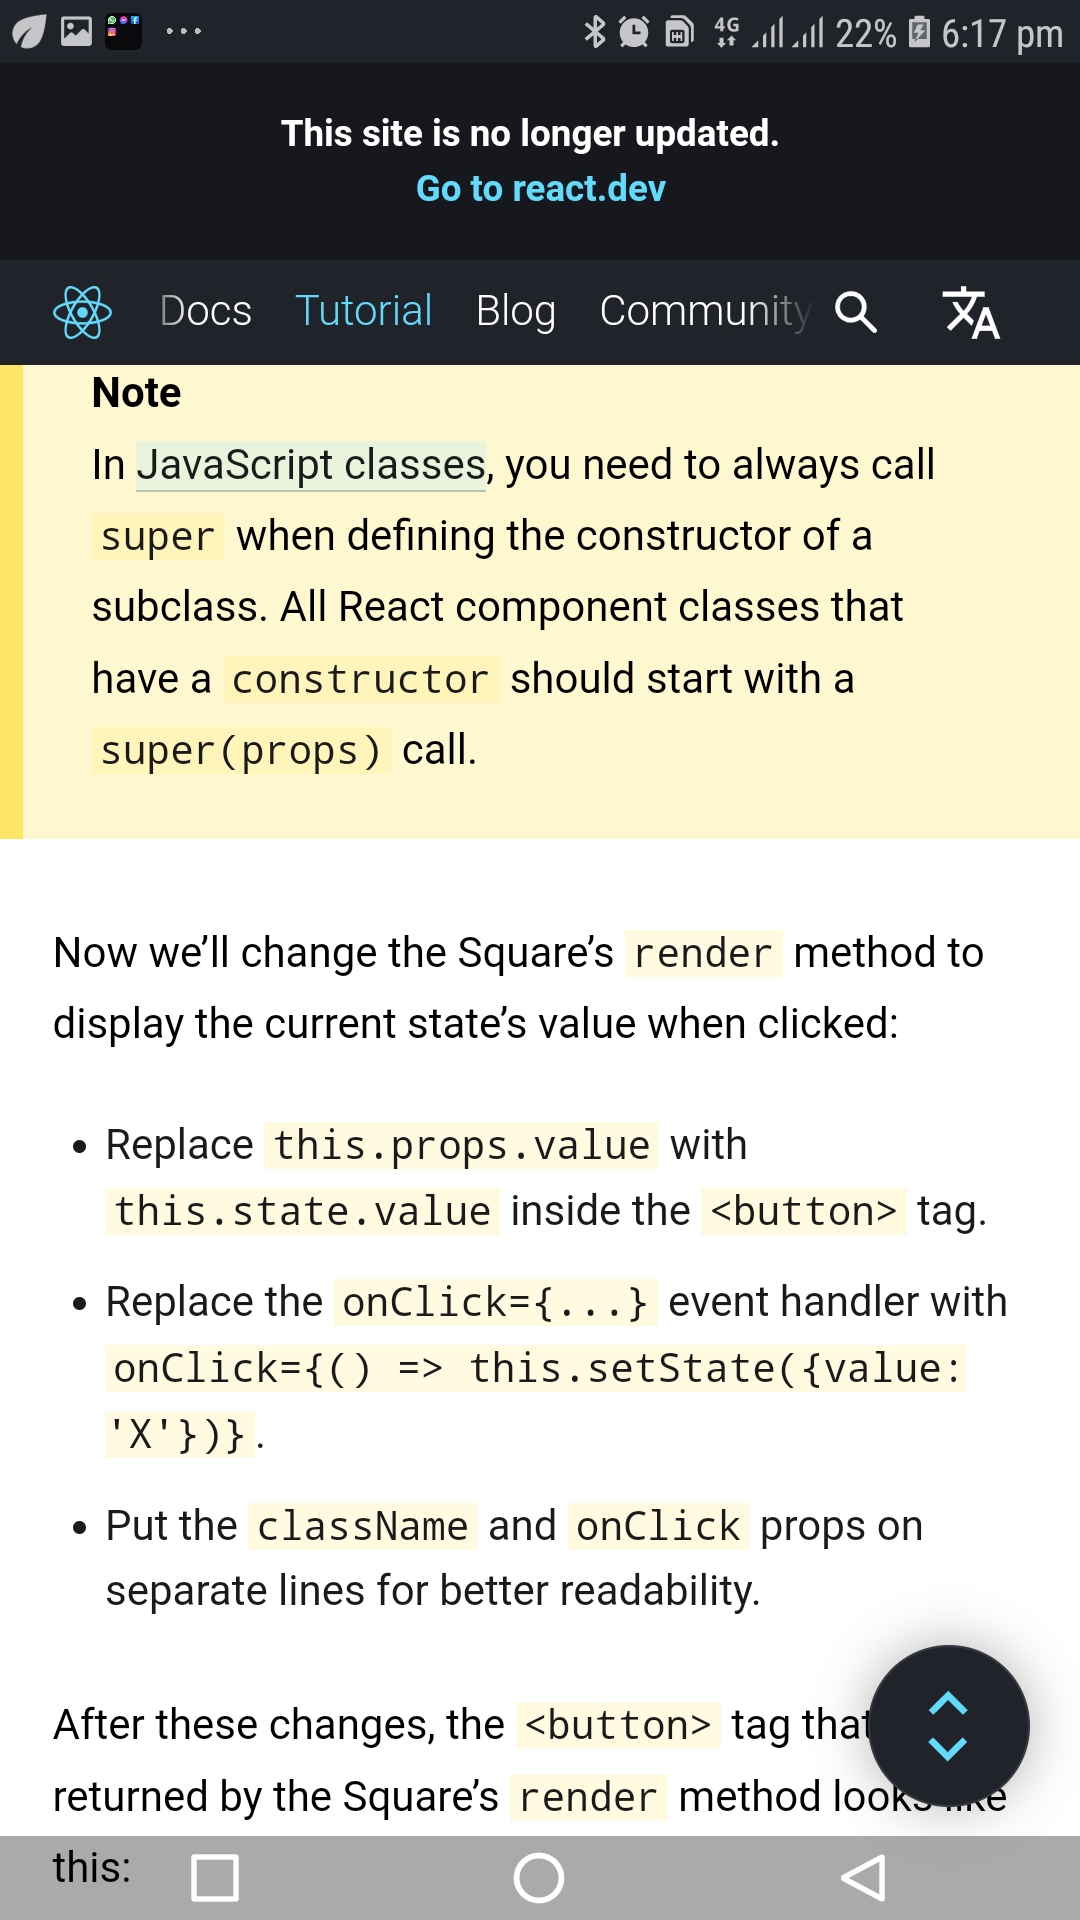 4G 22% 6:17 pm
This site is no longer updated.
Go to react.dev
Docs Tutorial Blog Community
Note
In JavaScript classes, you need to always call
super when defining the constructor of a
subclass. All React component classes that
have a constructor should start with a
super(props) call.
Now we’ll change the Square’s render method to
display the current state’s value when clicked:
• Replace this.props.value with
this.state.value inside the <button> tag.
• Replace the onClick={...} event handler with
onClick={() => this.setState({value:
'X'})}.
• Put the className and onClick props on
separate lines for better readability.
After these changes, the <button> tag that
returned by the Square’s render method looks like
this: